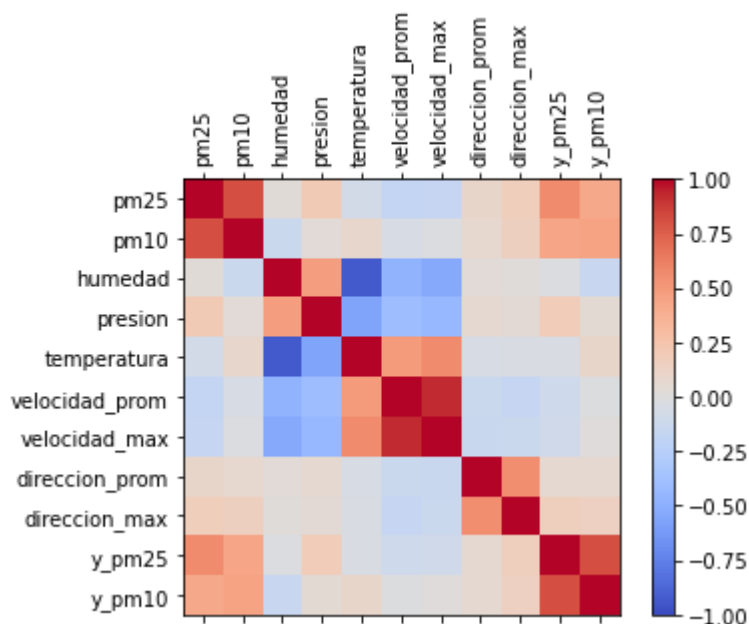 pm25
pm10
humedad
presion
temperatura
velocidad_prom
velocidad_max
direccion_prom
direccion_max
y_pm25
y_pm10
pm25
pm10
humedad
presion
temperatura
velocidad_prom
velocidad_max
direccion_prom
direccion_max
y_pm25
y_pm10
1.00
0.75
0.50
0.25
0.00
−0.25
−0.50
−0.75
−1.00